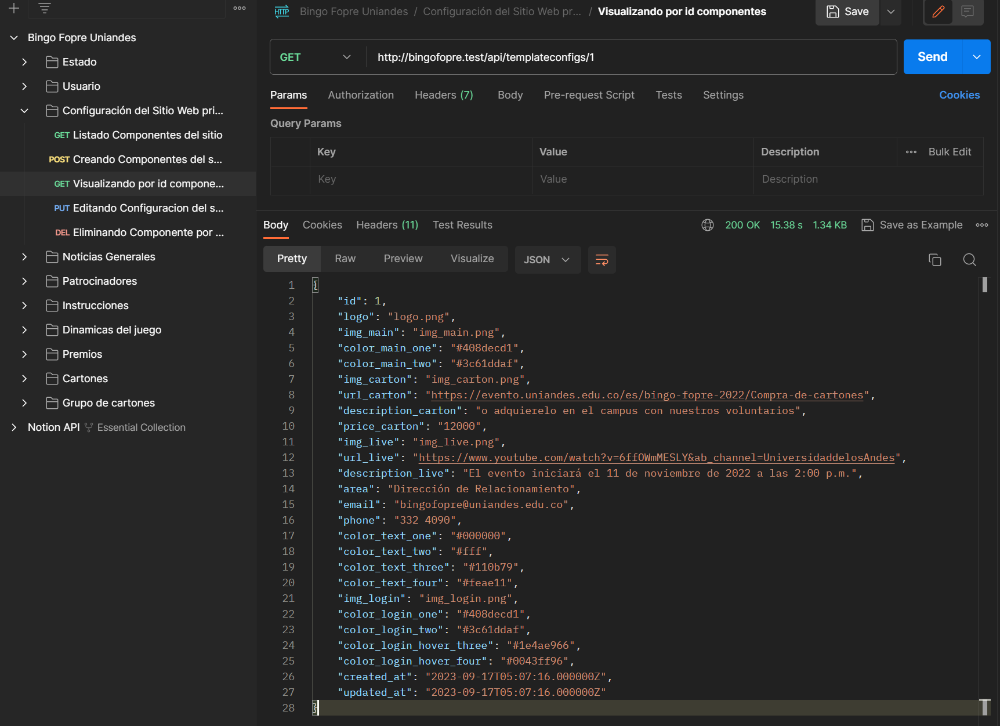 Bingo Fopre Uniandes
Estado
Usuario
Configuración del Sitio Web pri...
GET Listado Componentes del sitio
POST Creando Componentes del s...
GET Visualizando por id compone...
PUT Editando Configuracion del s...
DEL Eliminando Componente por ...
Noticias Generales
Patrocinadores
Instrucciones
Dinamicas del juego
Premios
Cartones
Grupo de cartones
Notion API Essential Collection
HTTP Bingo Fopre Uniandes / Configuración del Sitio Web pr... / Visualizando por id componentes
Save
GET http://bingofopre.test/api/templateconfigs/1
Send
Params Authorization Headers (7) Body Pre-request Script Tests Settings Cookies
Query Params
Key Value Description Bulk Edit
Key Value Description
Body Cookies Headers (11) Test Results 200 OK 15.38 s 1.34 KB Save as Example
Pretty Raw Preview Visualize JSON
1 {
2 "id": 1,
3 "logo": "logo.png",
4 "img_main": "img_main.png",
5 "color_main_one": "#408decd1",
6 "color_main_two": "#3c61ddaf",
7 "img_carton": "img_carton.png",
8 "url_carton": "https://evento.uniandes.edu.co/es/bingo-fopre-2022/Compra-de-cartones",
9 "description_carton": "o adquierelo en el campus con nuestros voluntarios",
10 "price_carton": "12000",
11 "img_live": "img_live.png",
12 "url_live": "https://www.youtube.com/watch?v=6ffOWmMESLY&ab_channel=UniversidaddelosAndes",
13 "description_live": "El evento iniciará el 11 de noviembre de 2022 a las 2:00 p.m.",
14 "area": "Dirección de Relacionamiento",
15 "email": "bingofopre@uniandes.edu.co",
16 "phone": "332 4090",
17 "color_text_one": "#000000",
18 "color_text_two": "#fff",
19 "color_text_three": "#110b79",
20 "color_text_four": "#feae11",
21 "img_login": "img_login.png",
22 "color_login_one": "#408decd1",
23 "color_login_two": "#3c61ddaf",
24 "color_login_hover_three": "#1e4ae966",
25 "color_login_hover_four": "#0043ff96",
26 "created_at": "2023-09-17T05:07:16.000000Z",
27 "updated_at": "2023-09-17T05:07:16.000000Z"
28 }